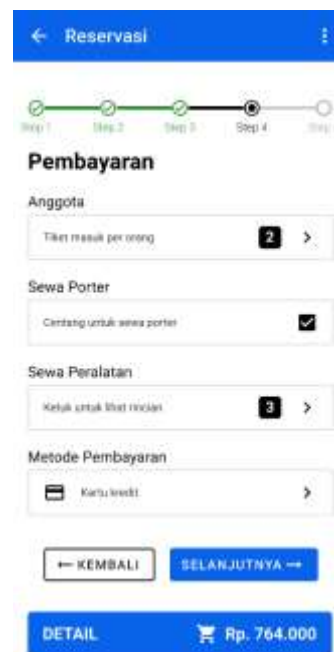 Reservasi
Step 1 Step 2 Step 3 Step 4 Step
Pembayaran
Anggota
Tiket masuk per orang 2
Sewa Porter
Centang untuk sewa porter
Sewa Peralatan
Ketuk untuk lihat rincian 3
Metode Pembayaran
Kartu kredit
← KEMBALI SELANJUTNYA →
DETAIL Rp. 764.000